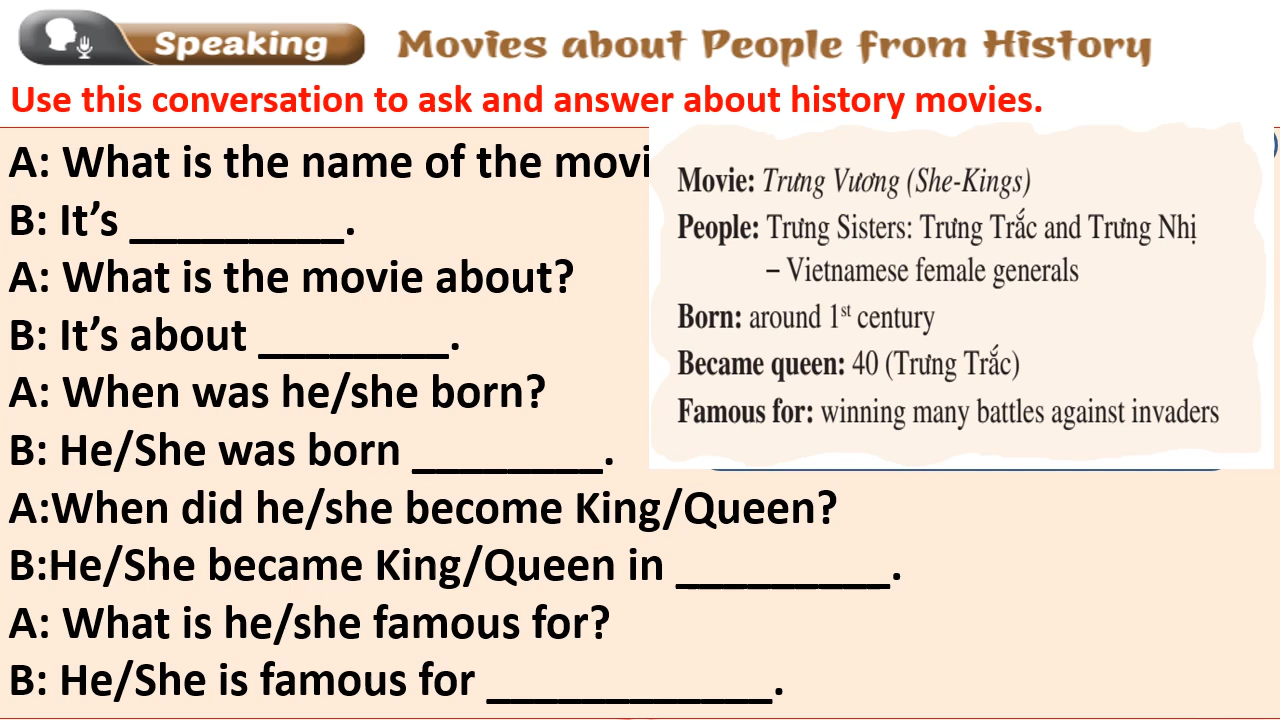 Speaking Movies about People from History
Use this conversation to ask and answer about history movies.
A: What is the name of the movi
B: It’s _________.
A: What is the movie about?
B: It’s about ________.
A: When was he/she born?
B: He/She was born ________.
A:When did he/she become King/Queen?
B:He/She became King/Queen in _________.
A: What is he/she famous for?
B: He/She is famous for ____________.
Movie: Trưng Vương (She-Kings)
People: Trưng Sisters: Trưng Trắc and Trưng Nhị
– Vietnamese female generals
Born: around 1st century
Became queen: 40 (Trưng Trắc)
Famous for: winning many battles against invaders